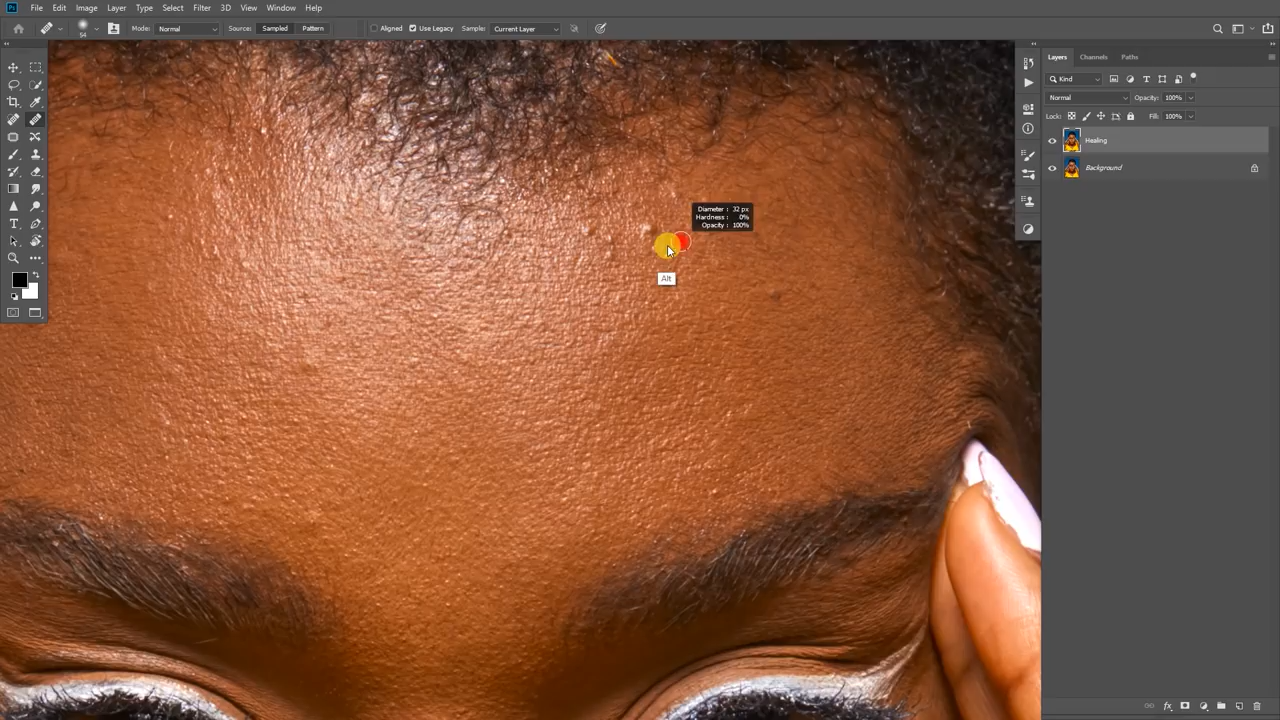 Ps File Edit Image Layer Type Select Filter 3D View Window Help
54 Mode: Normal Source: Sampled Pattern Aligned Use Legacy Sample: Current Layer
Layers Channels Paths
Kind
Normal Opacity: 100%
Lock: Fill: 100%
Healing
Background
Diameter : 32 px
Hardness : 0%
Opacity : 100%
Alt